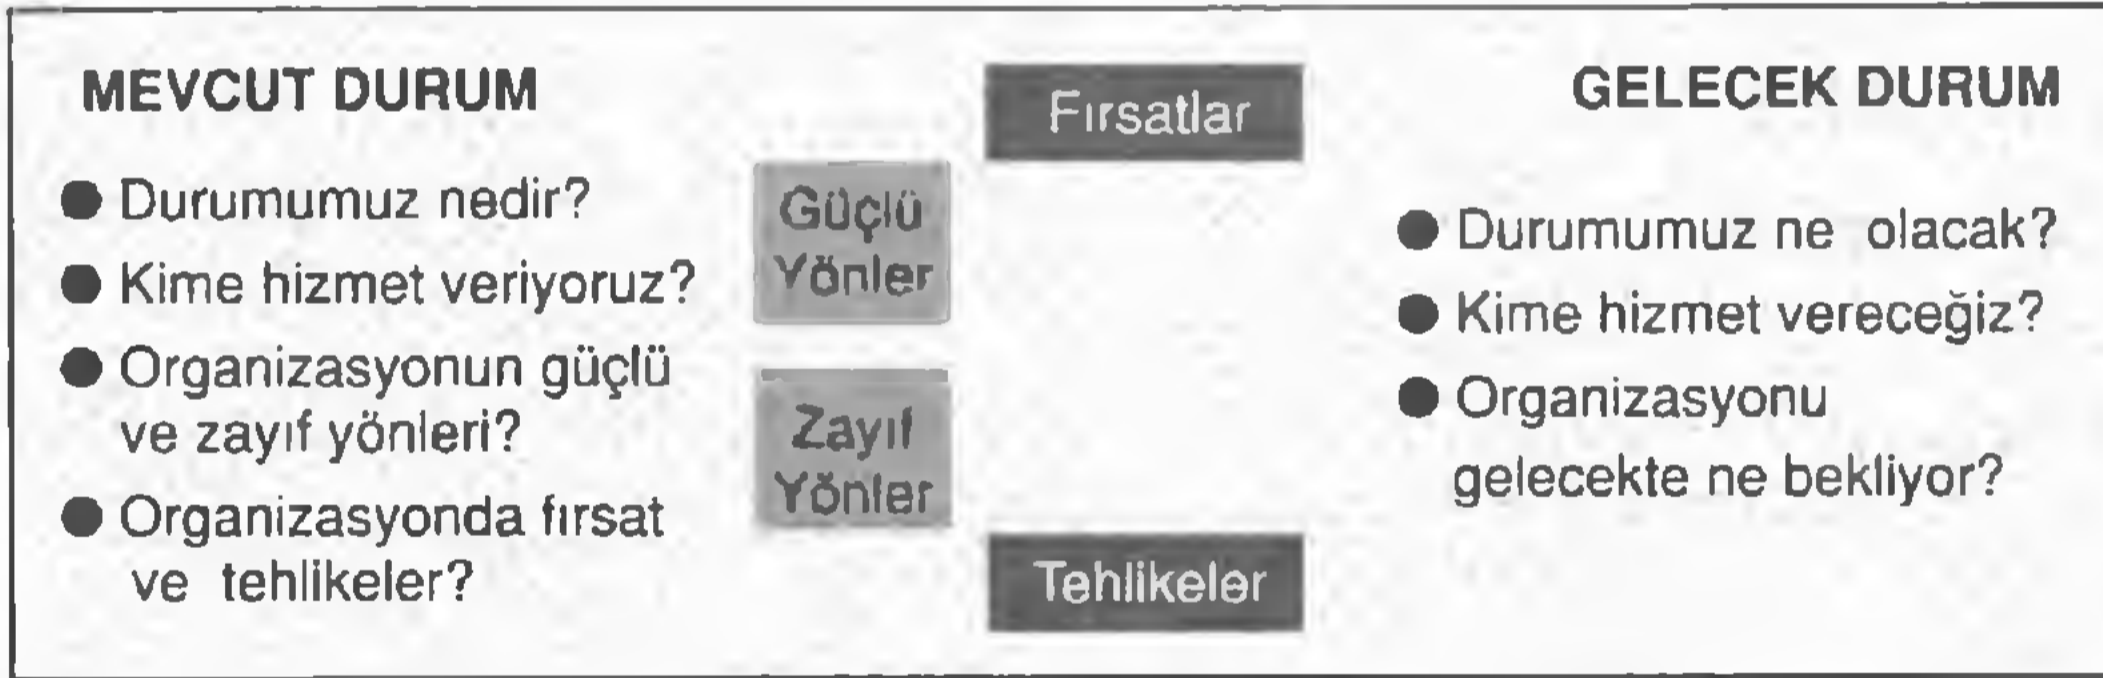 MEVCUT DURUM
● Durumumuz nedir?
● Kime hizmet veriyoruz?
● Organizasyonun güçlü
ve zayıf yönleri?
● Organizasyonda fırsat
ve tehlikeler?
Güçlü
Yönler
Zayıf
Yönler
Fırsatlar
Tehlikeler
GELECEK DURUM
● Durumumuz ne olacak?
● Kime hizmet vereceğiz?
● Organizasyonu
gelecekte ne bekliyor?